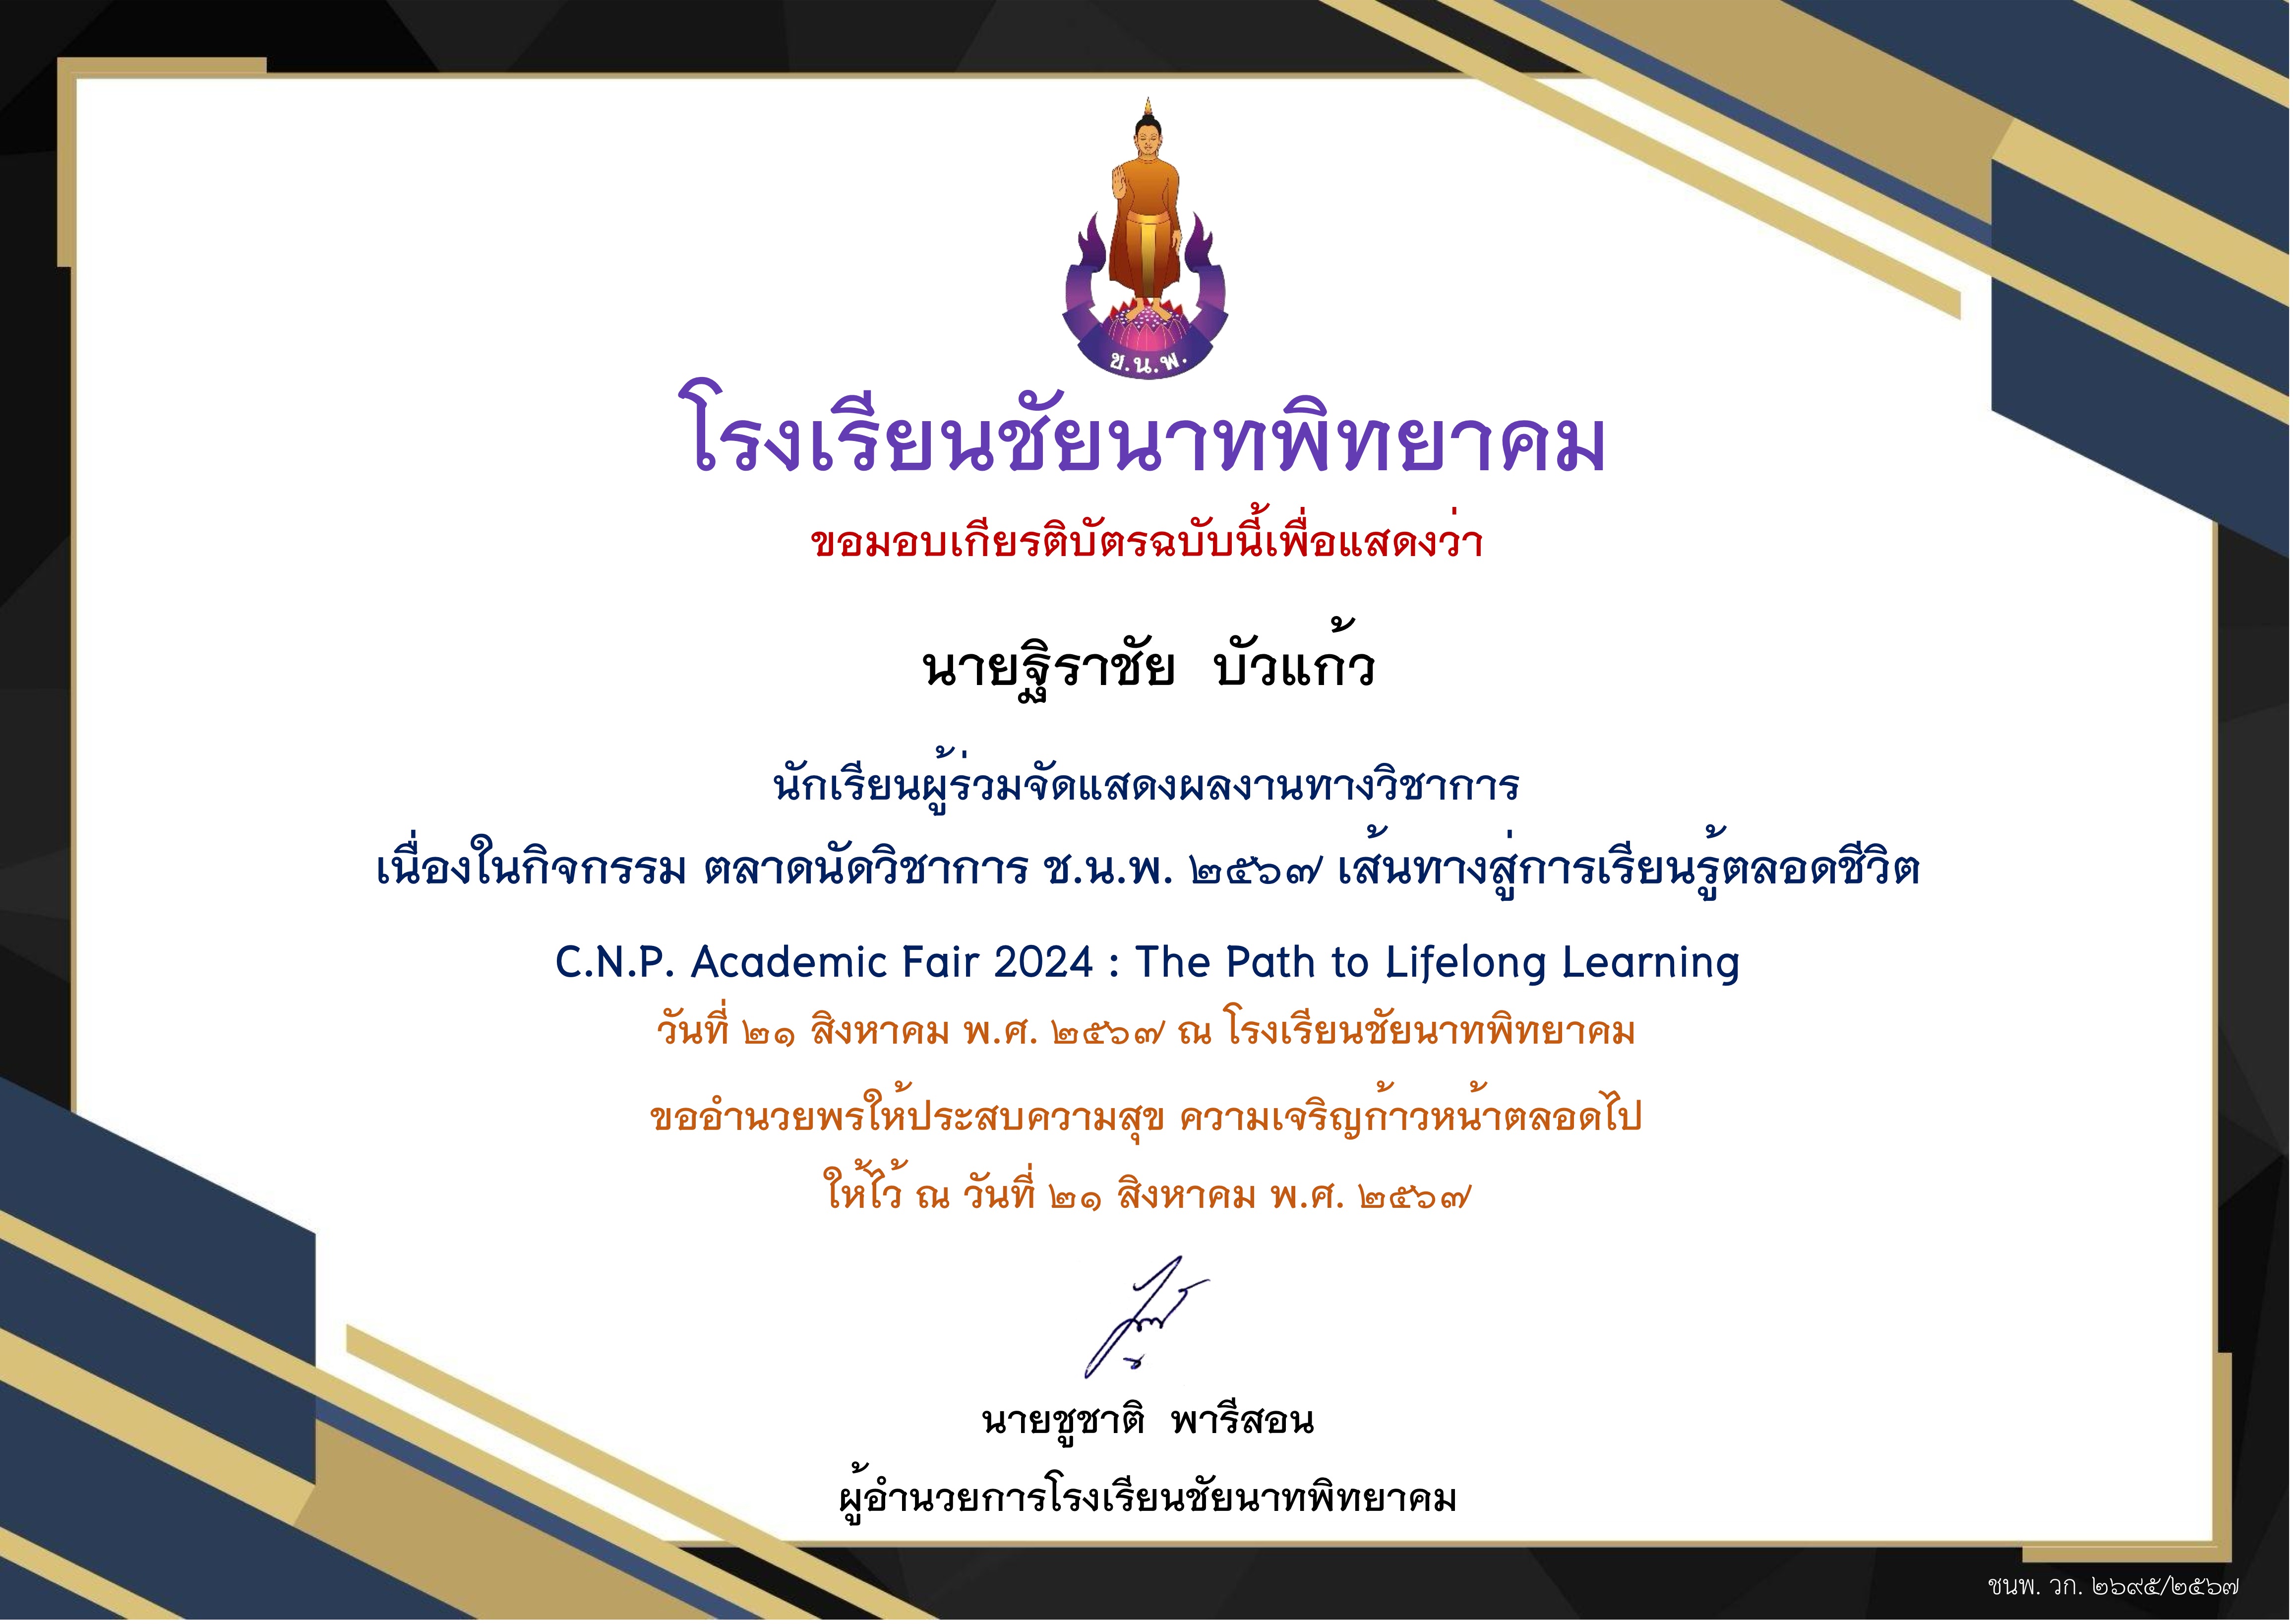 ช.น.พ.
โรงเรียนชัยนาทพิทยาคม
ขอมอบเกียรติบัตรฉบับนี้เพื่อแสดงว่า
นายฐิราชัย บัวแก้ว
นักเรียนผู้ร่วมจัดแสดงผลงานทางวิชาการ
เนื่องในกิจกรรม ตลาดนัดวิชาการ ช.น.พ. ๒๕๖๗ เส้นทางสู่การเรียนรู้ตลอดชีวิต
C.N.P. Academic Fair 2024 : The Path to Lifelong Learning
วันที่ ๒๑ สิงหาคม พ.ศ. ๒๕๖๗ ณ โรงเรียนชัยนาทพิทยาคม
ขออำนวยพรให้ประสบความสุข ความเจริญก้าวหน้าตลอดไป
ให้ไว้ ณ วันที่ ๒๑ สิงหาคม พ.ศ. ๒๕๖๗
นายชูชาติ พารีสอน
ผู้อำนวยการโรงเรียนชัยนาทพิทยาคม
ชนพ. วก. ๒๖๙๕/๒๕๖๗